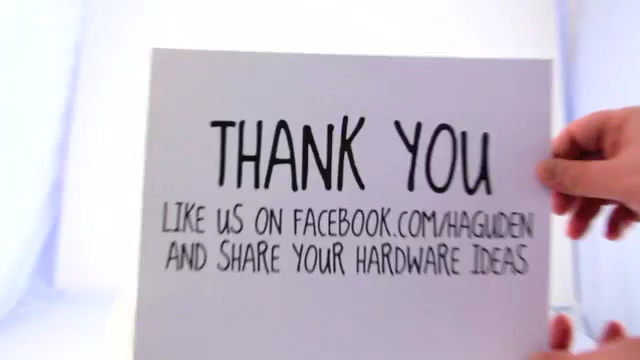 THANK YOU
LIKE US ON FACEBOOK.COM/HAGUDEN
AND SHARE YOUR HARDWARE IDEAS